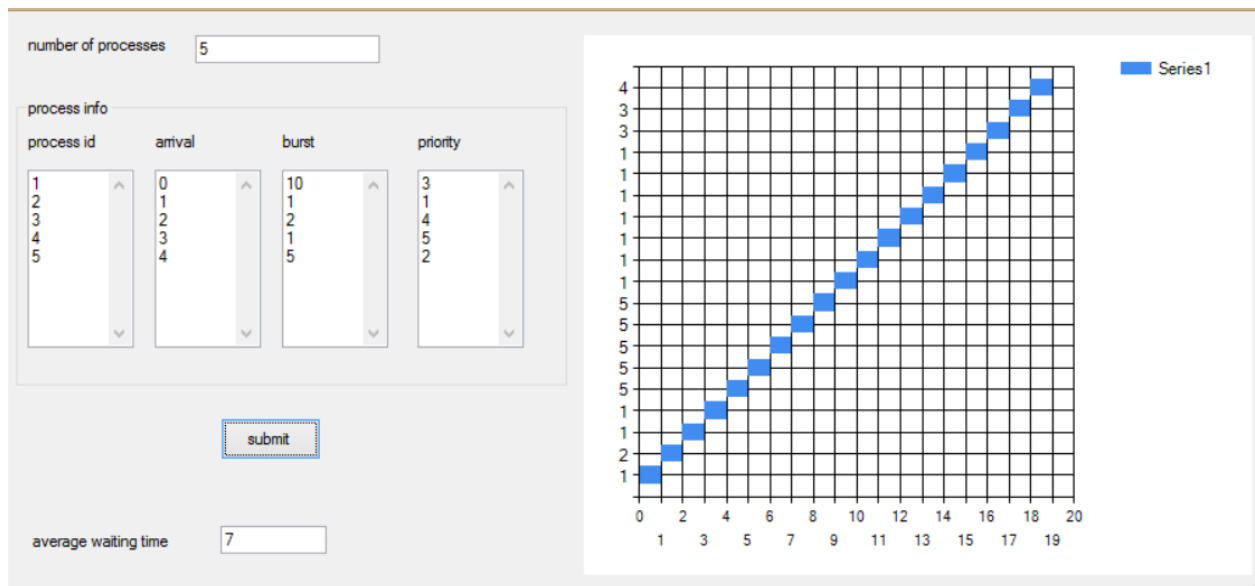 number of processes 5
process info
process id arrival burst priority
1 0 10 3
2 1 1 1
3 2 2 4
4 3 1 5
5 4 5 2
submit
average waiting time 7
Series1
4
3
3
1
1
1
1
1
1
1
5
5
5
5
5
1
1
2
1
0 2 4 6 8 10 12 14 16 18 20
1 3 5 7 9 11 13 15 17 19